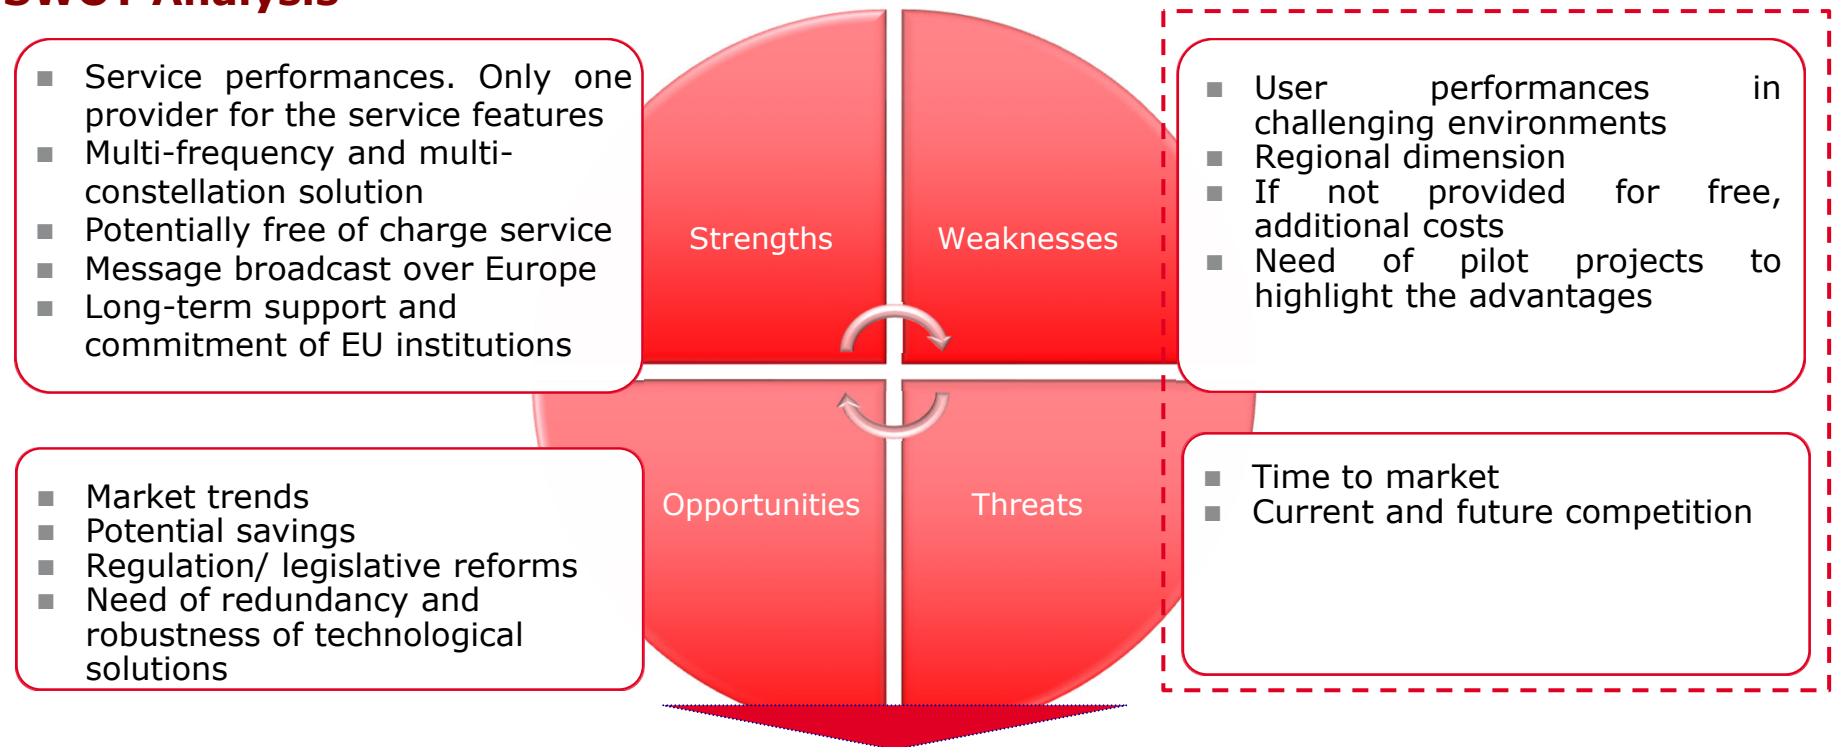 SWOT Analysis
Service performances. Only one
provider for the service features
Multi-frequency and multi-
constellation solution
Potentially free of charge service
Message broadcast over Europe
Long-term support and
commitment of EU institutions
Strengths
Weaknesses
User performances in
challenging environments
Regional dimension
If not provided for free,
additional costs
Need of pilot projects to
highlight the advantages
Market trends
Potential savings
Regulation/ legislative reforms
Need of redundancy and
robustness of technological
solutions
Opportunities
Threats
Time to market
Current and future competition